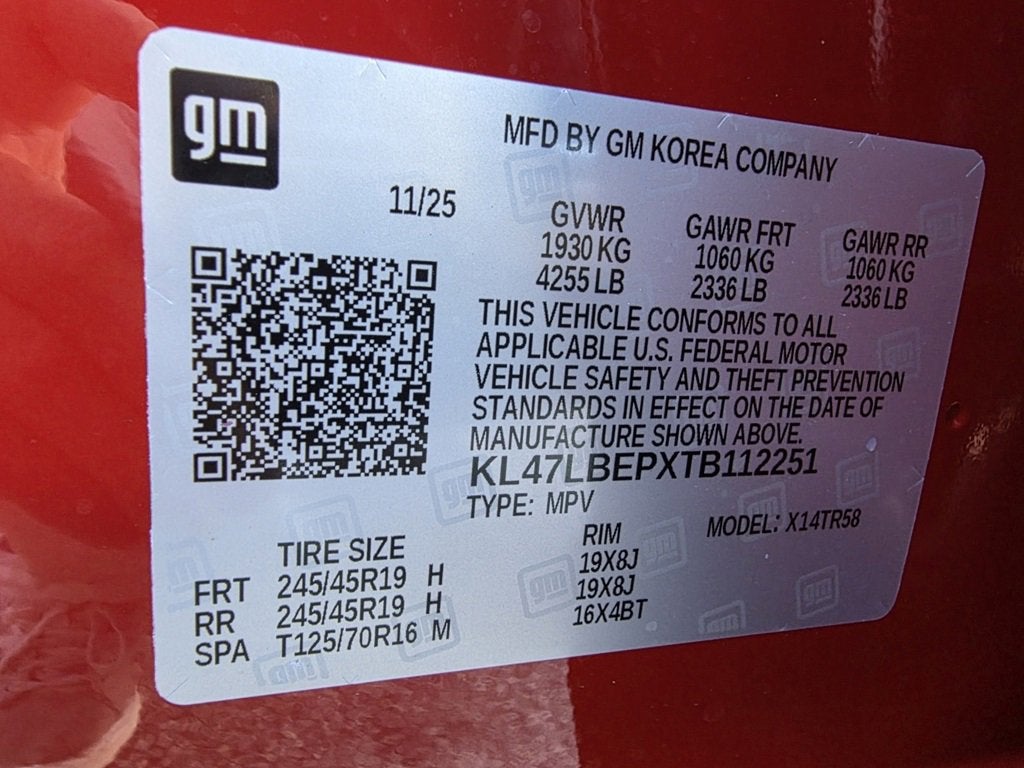 gm
MFD BY GM KOREA COMPANY
11/25
GVWR GAWR FRT GAWR RR
1930 KG 1060 KG 1060 KG
4255 LB 2336 LB 2336 LB
THIS VEHICLE CONFORMS TO ALL
APPLICABLE U.S. FEDERAL MOTOR
VEHICLE SAFETY AND THEFT PREVENTION
STANDARDS IN EFFECT ON THE DATE OF
MANUFACTURE SHOWN ABOVE.
KL47LBEPXTB112251
TYPE: MPV MODEL: X14TR58
TIRE SIZE RIM
FRT 245/45R19 H 19X8J
RR 245/45R19 H 19X8J
SPA T125/70R16 M 16X4BT